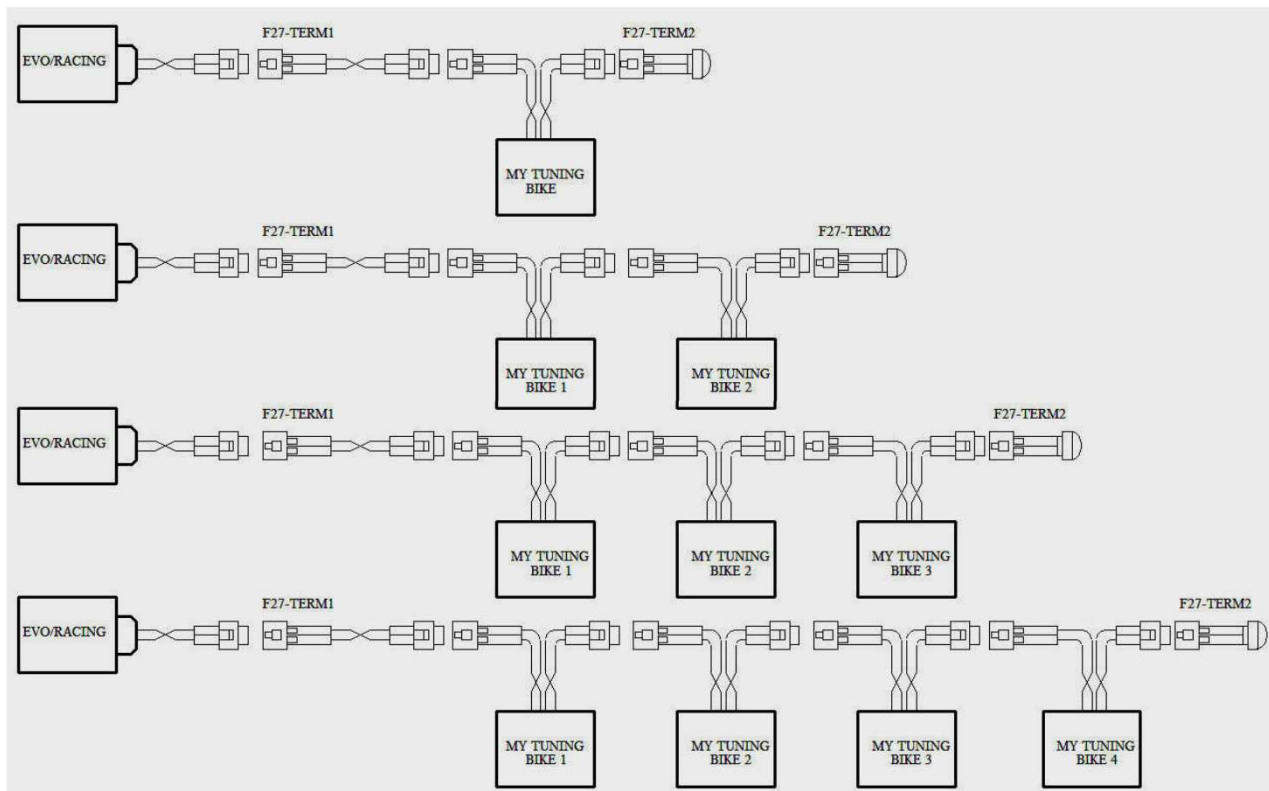 F27-TERM1
F27-TERM2
EVO/RACING
MY TUNING
BIKE
F27-TERM1
F27-TERM2
EVO/RACING
MY TUNING
BIKE 1
MY TUNING
BIKE 2
F27-TERM1
F27-TERM2
EVO/RACING
MY TUNING
BIKE 1
MY TUNING
BIKE 2
MY TUNING
BIKE 3
F27-TERM1
F27-TERM2
EVO/RACING
MY TUNING
BIKE 1
MY TUNING
BIKE 2
MY TUNING
BIKE 3
MY TUNING
BIKE 4